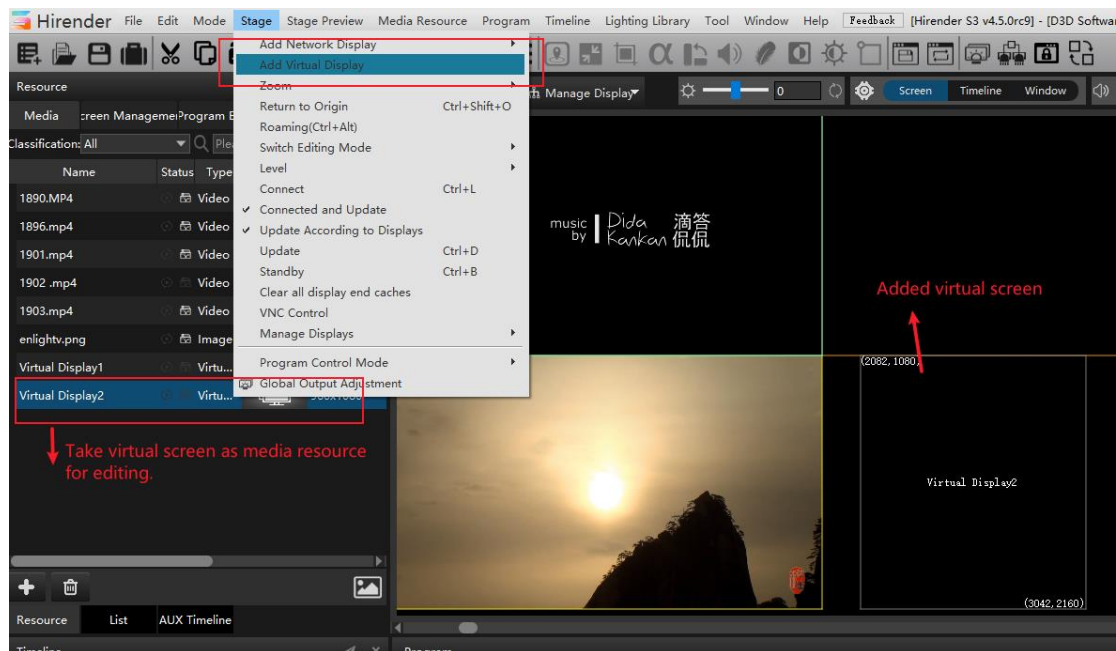 Hirender File Edit Mode Stage Stage Preview Media Resource Program Timeline Lighting Library Tool Window Help Feedback [Hirender S3 v4.5.0rc9] - [D3D Softwa
Add Network Display
Add Virtual Display
Zoom
Return to Origin Ctrl+Shift+O
Roaming(Ctrl+Alt)
Switch Editing Mode
Level
Connect Ctrl+L
Connected and Update
Update According to Displays
Update Ctrl+D
Standby Ctrl+B
Clear all display end caches
VNC Control
Manage Displays
Program Control Mode
Global Output Adjustment
Resource
Manage Display 0 Screen Timeline Window
Media creen Managemei Program E
Classification: All Ple
Name Status Type
1890.MP4 Video
1896.mp4 Video
1901.mp4 Video
1902 .mp4 Video
1903.mp4 Video
enlightv.png Image
Virtual Display1 Virtu...
Virtual Display2 Virtu...
Take virtual screen as media resource
for editing.
music by Dida Kankan 滴答侃侃
Added virtual screen
(2082, 1080)
Virtual Display2
(3042, 2160)
Resource List AUX Timeline
Timeline Program